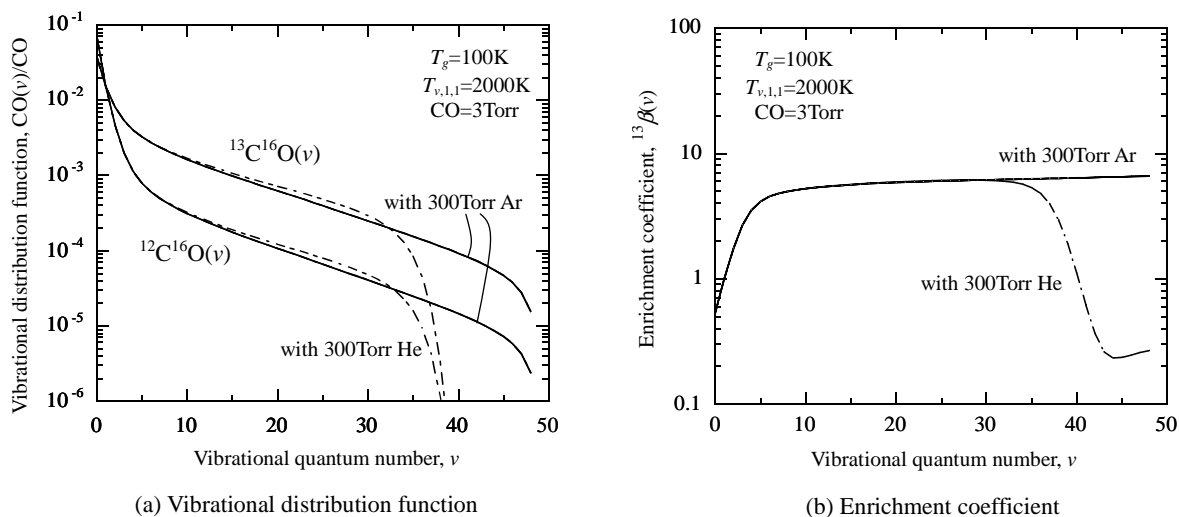 Vibrational distribution function, CO(v)/CO
10⁻¹
10⁻²
10⁻³
10⁻⁴
10⁻⁵
10⁻⁶
0
10
20
30
40
50
Vibrational quantum number, v
T_g=100K
T_v,1,1=2000K
CO=3Torr
¹³C¹⁶O(v)
with 300Torr Ar
¹²C¹⁶O(v)
with 300Torr He
(a) Vibrational distribution function
Enrichment coefficient, ¹³β(v)
100
10
1
0.1
0
10
20
30
40
50
Vibrational quantum number, v
T_g=100K
T_v,1,1=2000K
CO=3Torr
with 300Torr Ar
with 300Torr He
(b) Enrichment coefficient